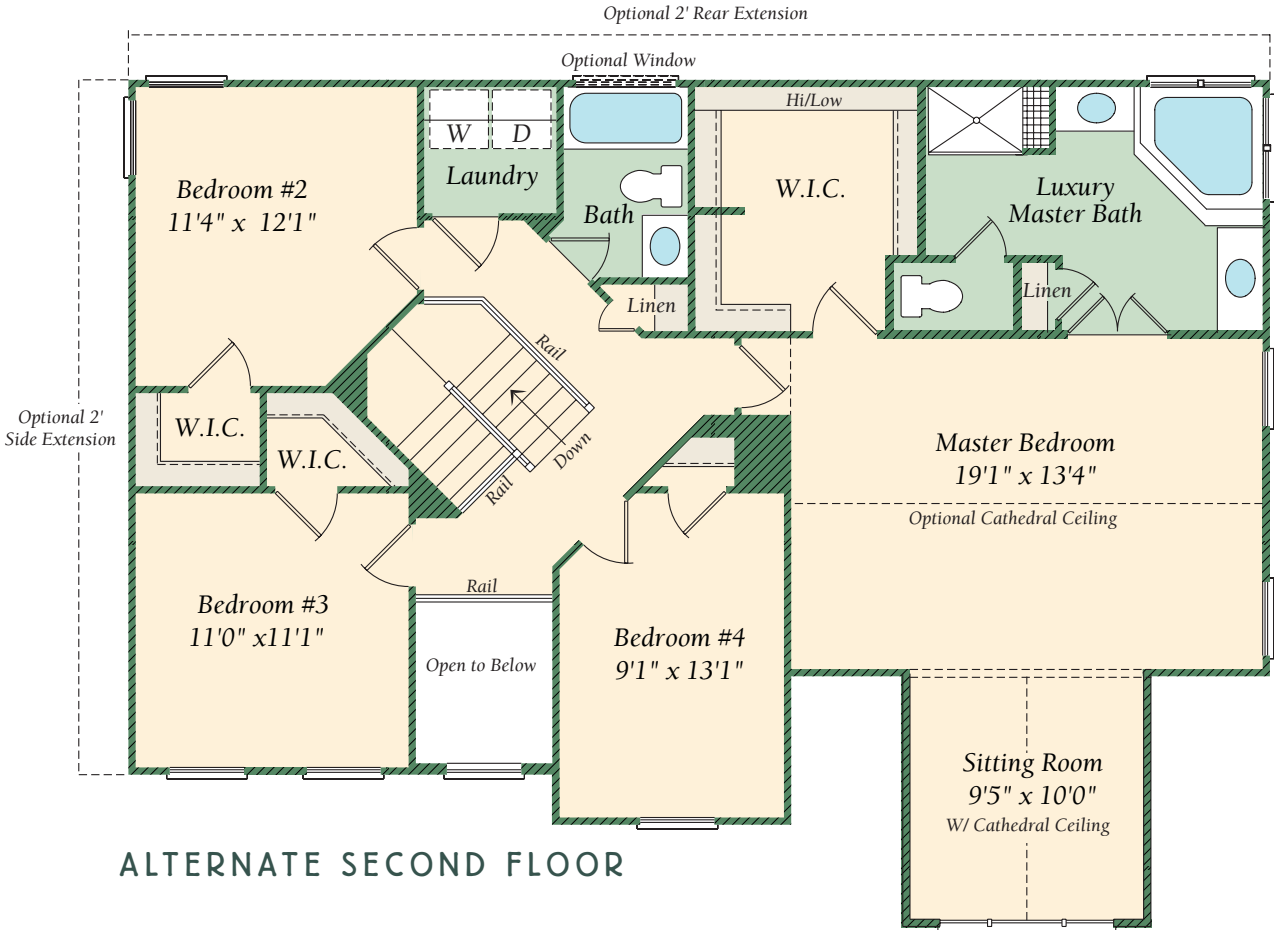 Optional 2' Rear Extension
Optional Window
Hi/Low
W
D
Laundry
Bedroom #2
11'4" x 12'1"
Bath
W.I.C.
Luxury
Master Bath
Linen
Linen
Rail
Down
Rail
Optional 2'
Side Extension
W.I.C.
W.I.C.
Master Bedroom
19'1" x 13'4"
Optional Cathedral Ceiling
Bedroom #3
11'0" x11'1"
Rail
Open to Below
Bedroom #4
9'1" x 13'1"
Sitting Room
9'5" x 10'0"
W/ Cathedral Ceiling
ALTERNATE SECOND FLOOR